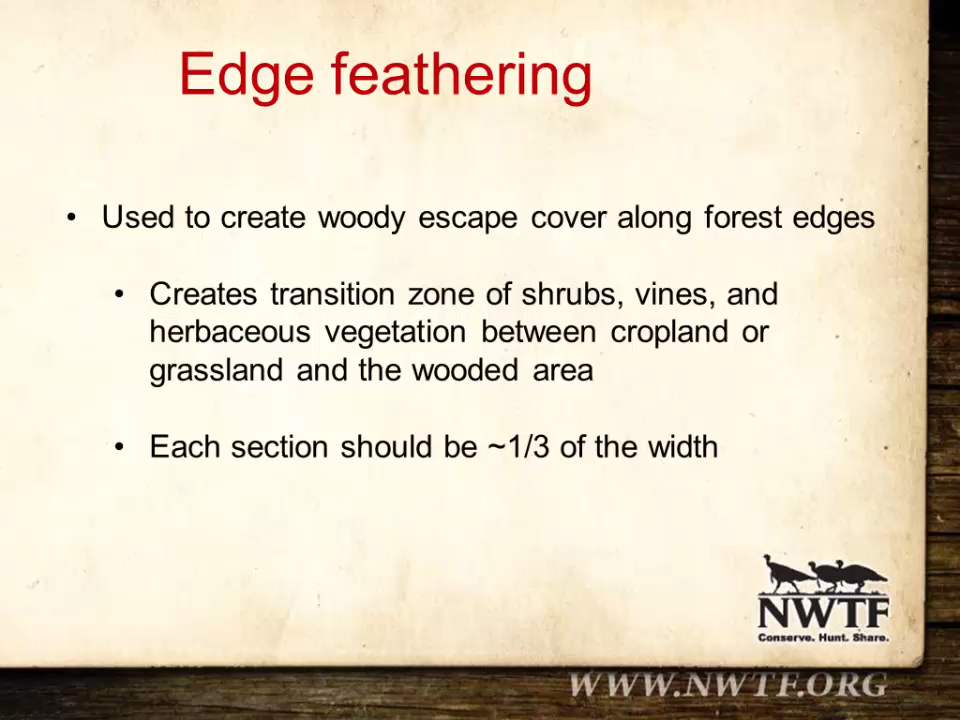 Edge feathering
• Used to create woody escape cover along forest edges
• Creates transition zone of shrubs, vines, and
herbaceous vegetation between cropland or
grassland and the wooded area
• Each section should be ~1/3 of the width
NWTF
Conserve. Hunt. Share.
WWW.NWTF.ORG